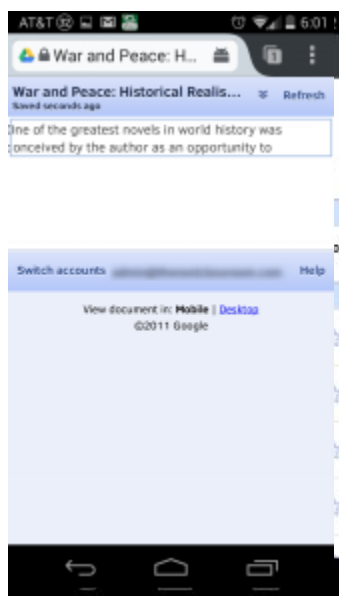 AT&T 6:01
War and Peace: H... 1
War and Peace: Historical Realis... Refresh
Saved seconds ago
One of the greatest novels in world history was
conceived by the author as an opportunity to
Switch accounts Help
View document in: Mobile | Desktop
©2011 Google